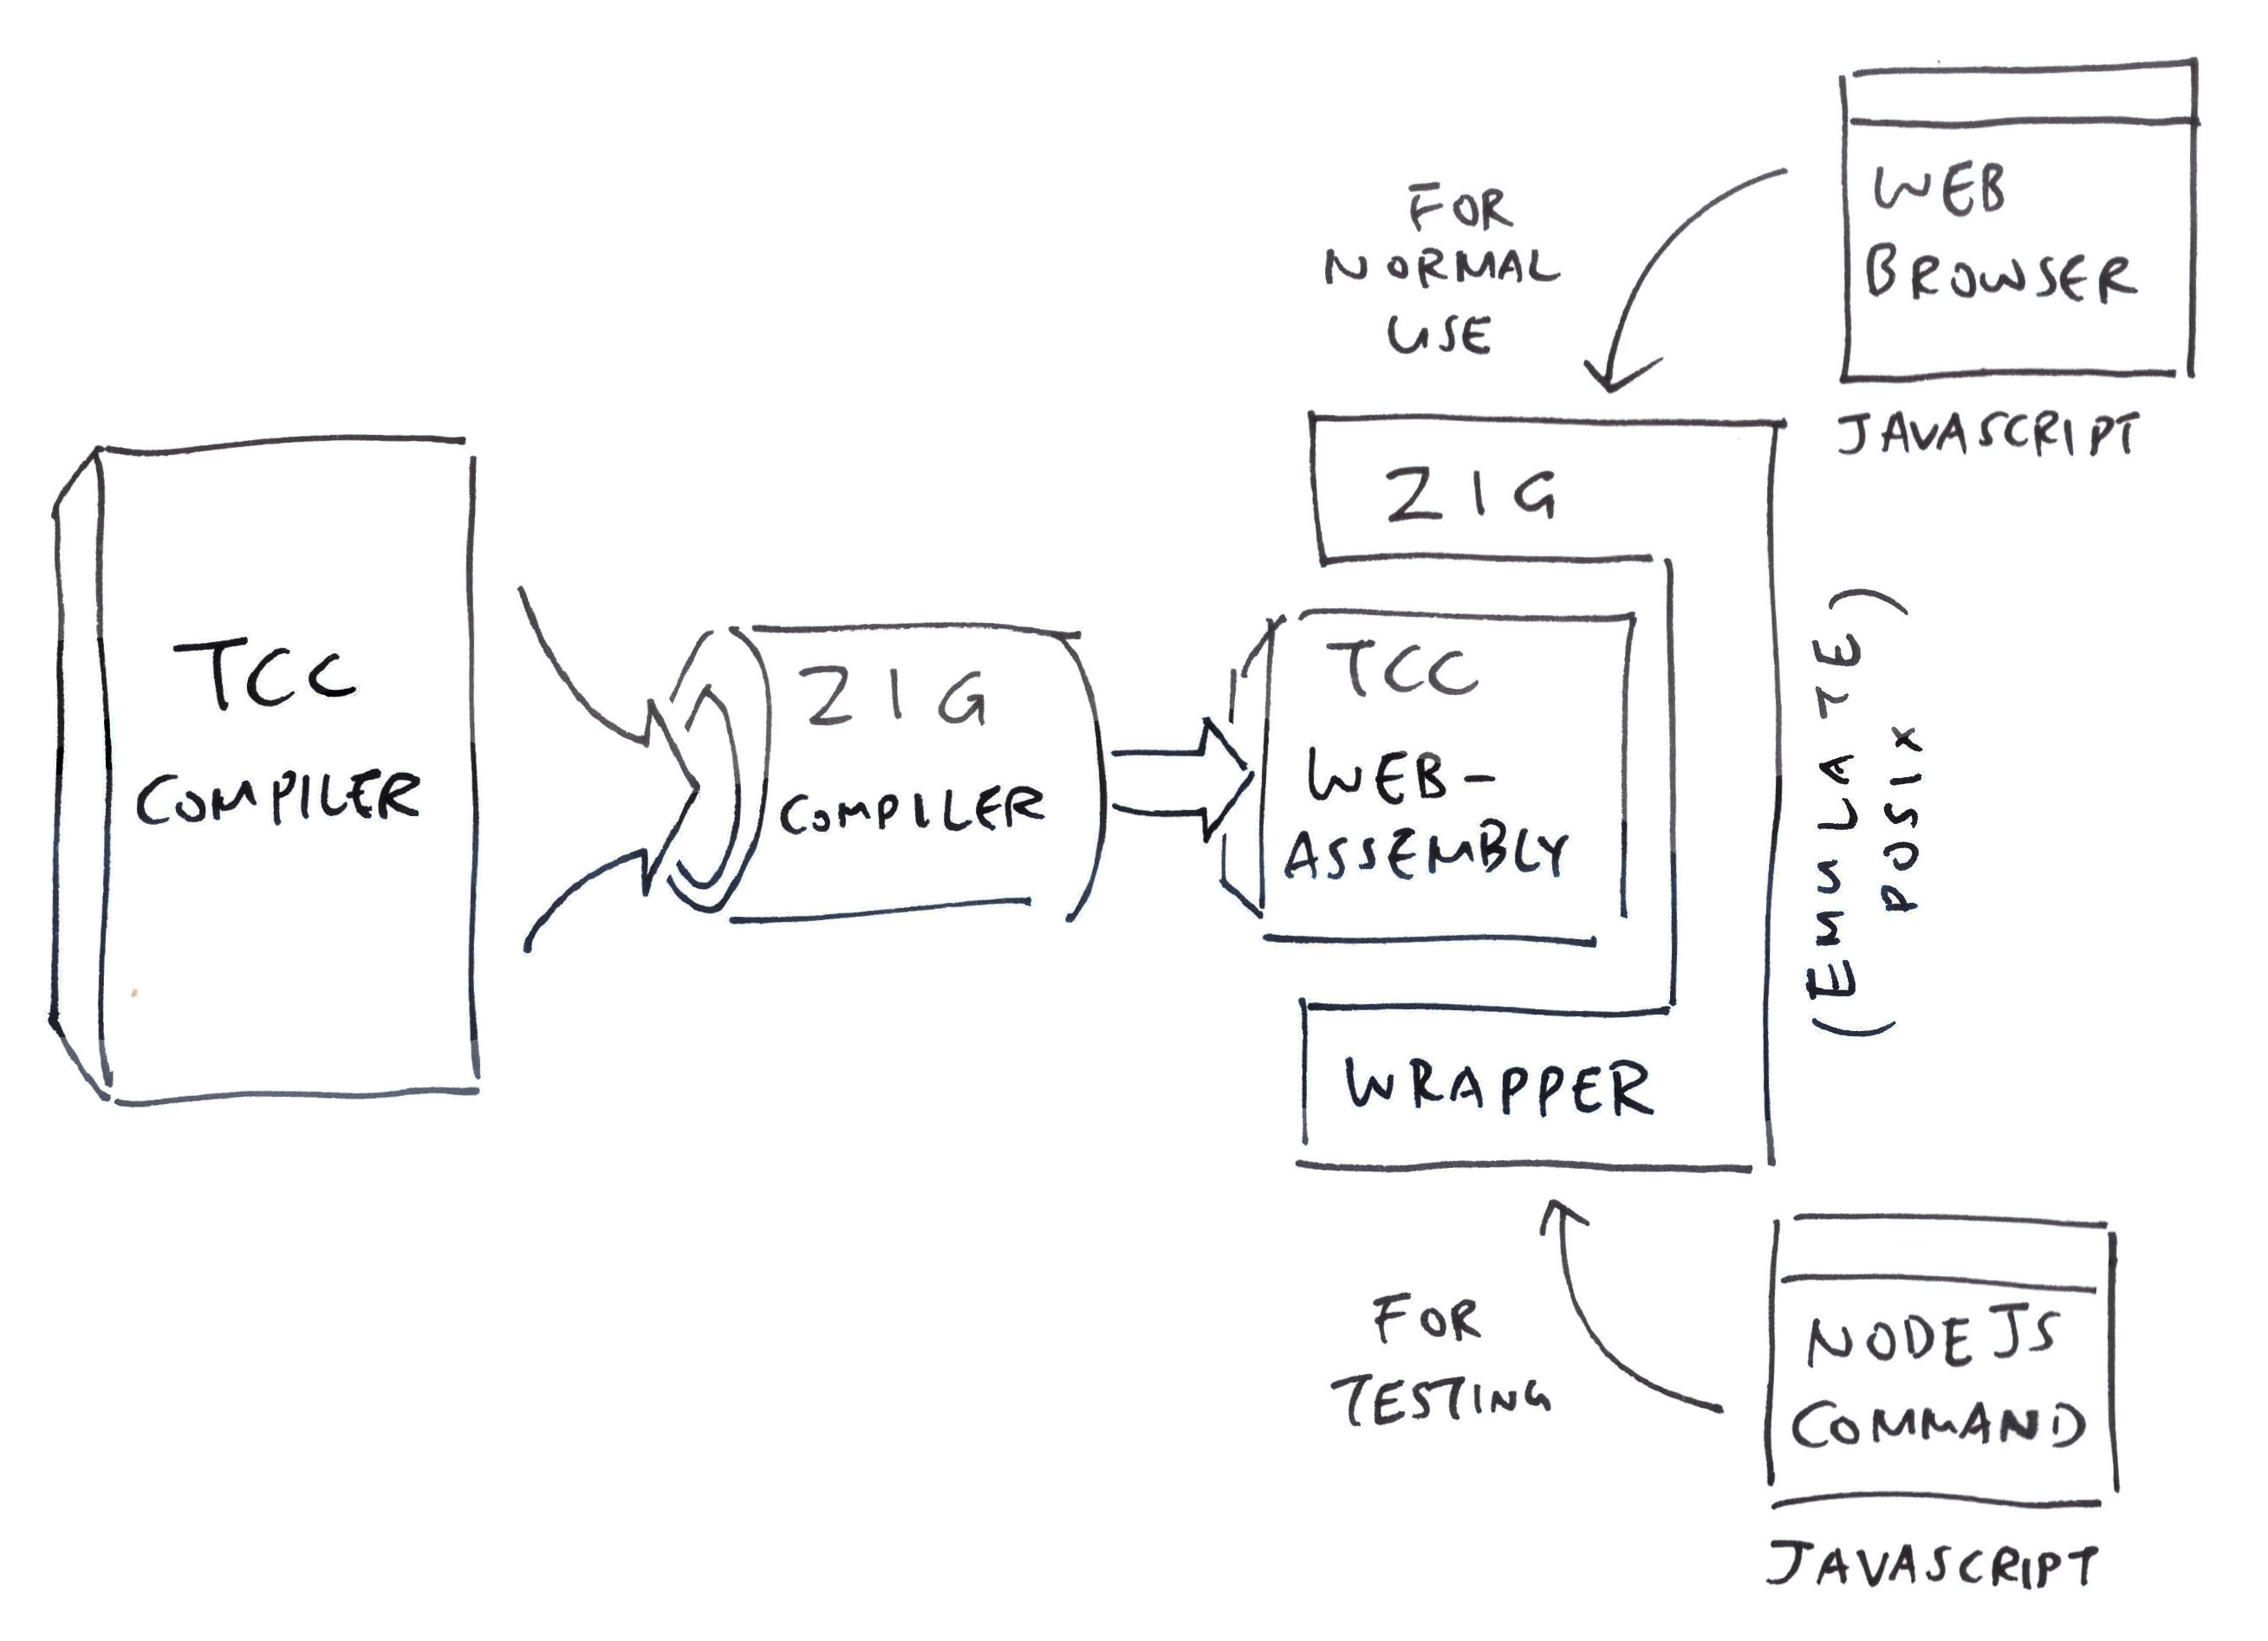 TCC
COMPILER
ZIG
COMPILER
TCC
WEB-
ASSEMBLY
ZIG
WRAPPER
(EMULATE)
POSIX
FOR
NORMAL
USE
WEB
BROWSER
JAVASCRIPT
FOR
TESTING
NODEJS
COMMAND
JAVASCRIPT